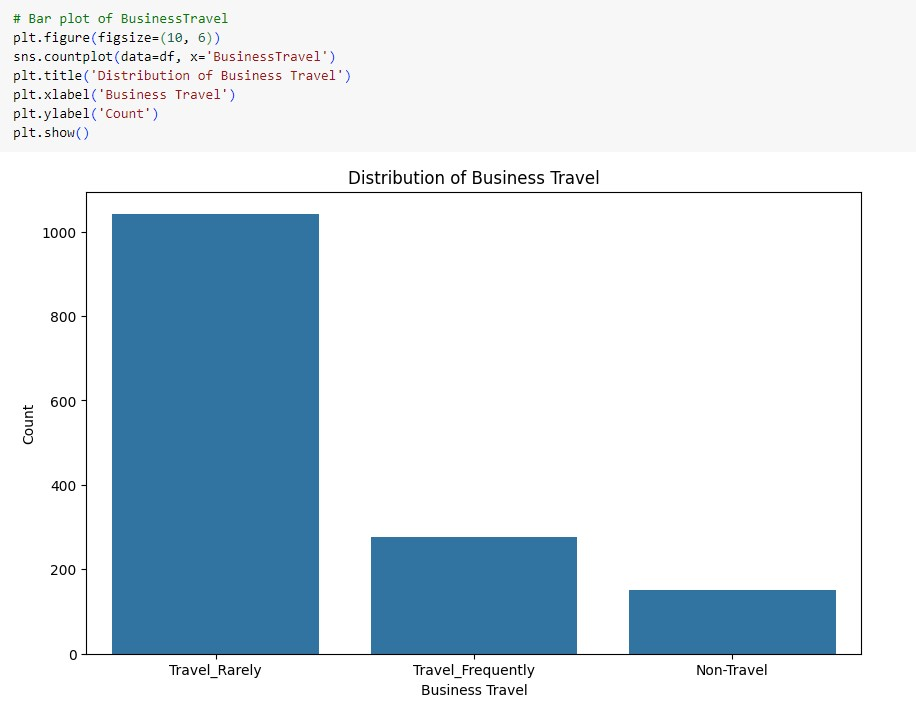 # Bar plot of BusinessTravel
plt.figure(figsize=(10, 6))
sns.countplot(data=df, x='BusinessTravel')
plt.title('Distribution of Business Travel')
plt.xlabel('Business Travel')
plt.ylabel('Count')
plt.show()
Distribution of Business Travel
1000
800
600
400
200
0
Count
Travel_Rarely
Travel_Frequently
Non-Travel
Business Travel